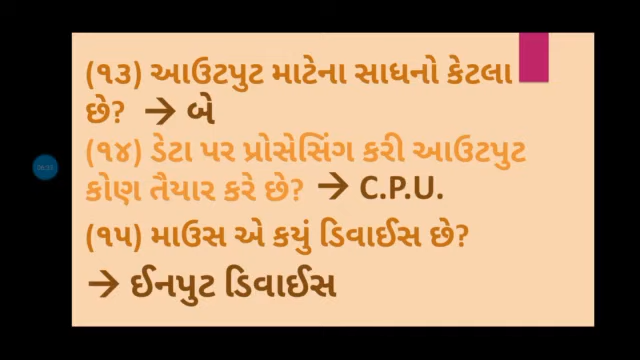 (૧૩) આઉટપુટ માટેના સાધનો કેટલા
છે? → બે
(૧૪) ડેટા પર પ્રોસેસિંગ કરી આઉટપુટ
કોણ તૈયાર કરે છે? → C.P.U.
(૧૫) માઉસ એ કયું ડિવાઈસ છે?
→ ઈનપુટ ડિવાઈસ